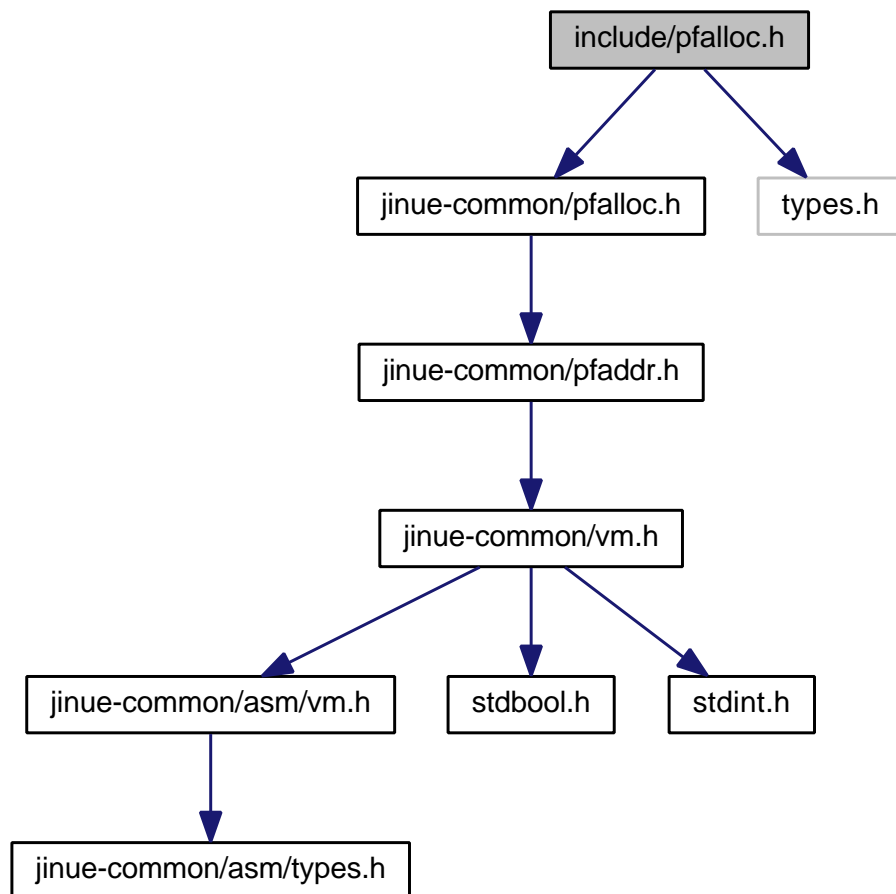 include/pfalloc.h
jinue-common/pfalloc.h
types.h
jinue-common/pfaddr.h
jinue-common/vm.h
jinue-common/asm/vm.h
stdbool.h
stdint.h
jinue-common/asm/types.h